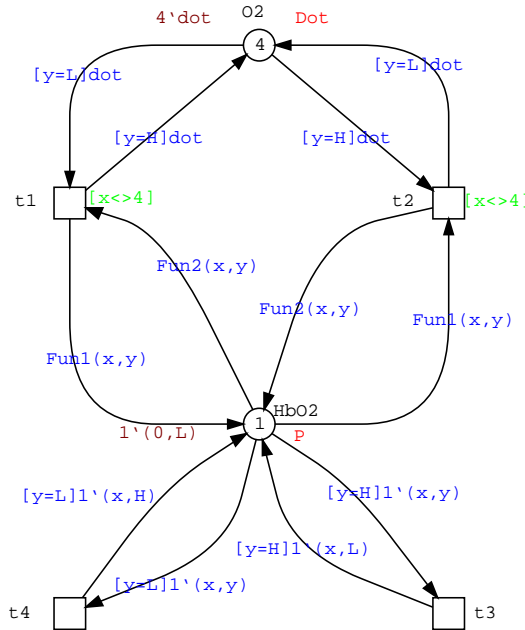 O2
4‘dot
Dot
4
[y=L]dot
[y=L]dot
[y=H]dot
[y=H]dot
t1
[x<>4]
t2
[x<>4]
Fun2(x,y)
Fun2(x,y)
Fun1(x,y)
Fun1(x,y)
HbO2
1
1‘(0,L)
P
[y=L]1‘(x,H)
[y=H]1‘(x,y)
[y=H]1‘(x,L)
[y=L]1‘(x,y)
t4
t3